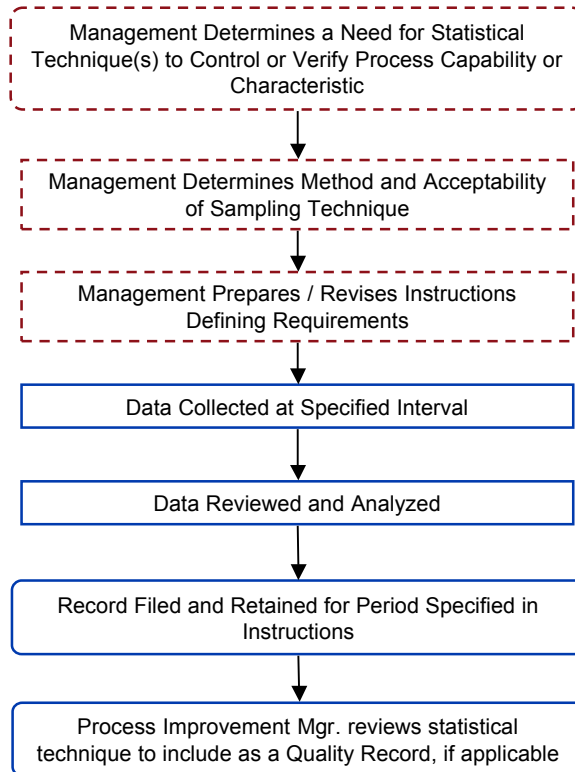 Management Determines a Need for Statistical
Technique(s) to Control or Verify Process Capability or
Characteristic
Management Determines Method and Acceptability
of Sampling Technique
Management Prepares / Revises Instructions
Defining Requirements
Data Collected at Specified Interval
Data Reviewed and Analyzed
Record Filed and Retained for Period Specified in
Instructions
Process Improvement Mgr. reviews statistical
technique to include as a Quality Record, if applicable